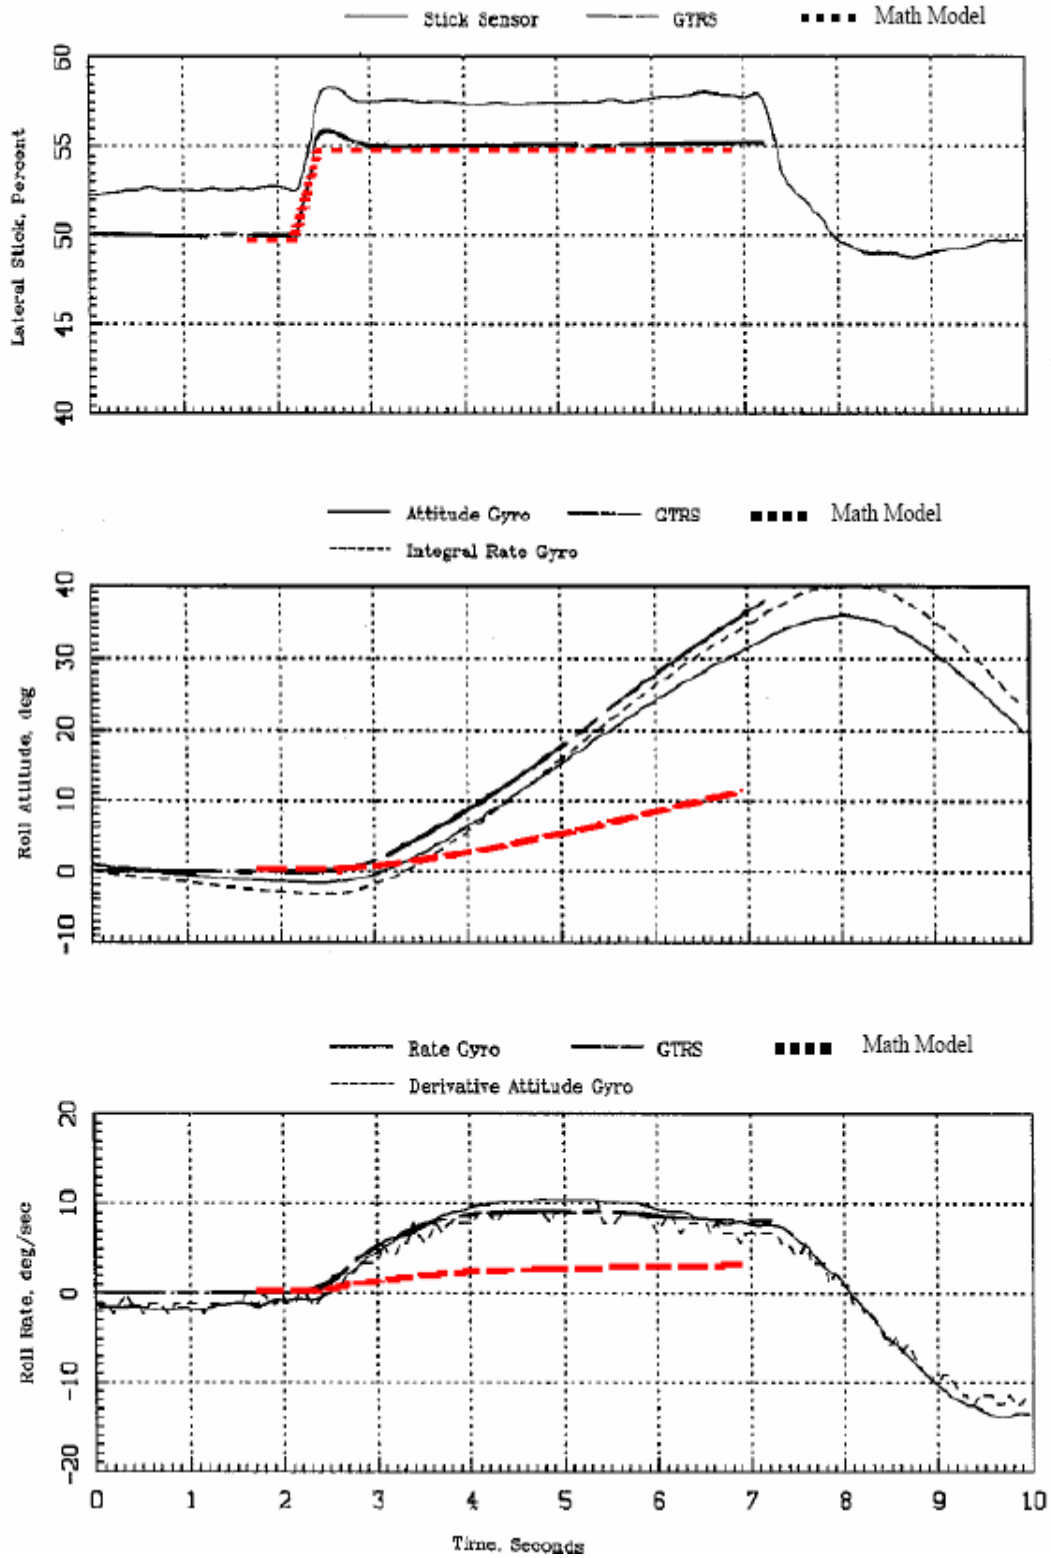 Stick Sensor GTRS Math Model
60
55
50
45
40
Lateral Stick, Percent
Attitude Gyro GTRS Math Model
Integral Rate Gyro
40
30
20
10
0
-10
Roll Attitude, deg
Rate Gyro GTRS Math Model
Derivative Attitude Gyro
20
10
0
-10
-20
Roll Rate, deg/sec
0 1 2 3 4 5 6 7 8 9 10
Time, Seconds